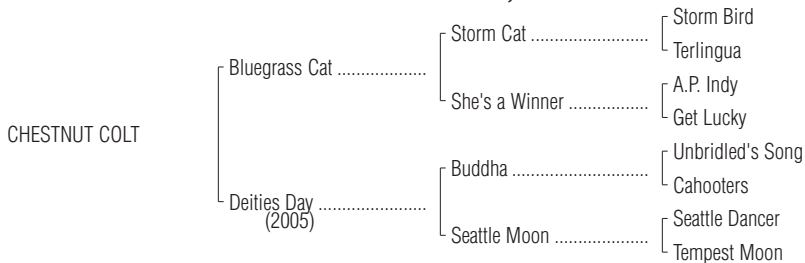 Storm Bird
Storm Cat ........................
Terlingua
Bluegrass Cat ..................
A.P. Indy
She's a Winner ................
Get Lucky
CHESTNUT COLT
Unbridled's Song
Buddha ............................
Cahooters
Deities Day ......................
(2005)
Seattle Dancer
Seattle Moon ...................
Tempest Moon